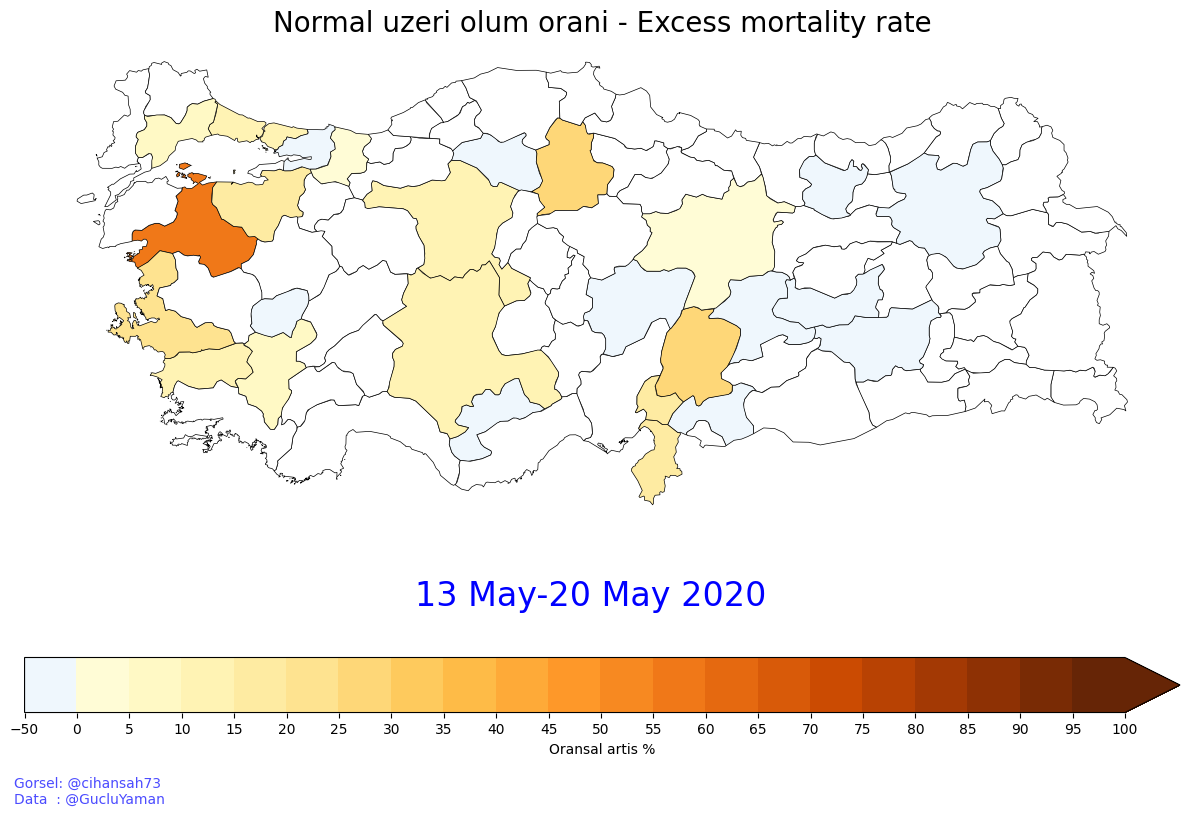 Normal uzeri olum orani - Excess mortality rate
13 May-20 May 2020
−50 0 5 10 15 20 25 30 35 40 45 50 55 60 65 70 75 80 85 90 95 100
Oransal artis %
Gorsel: @cihansah73
Data  : @GucluYaman